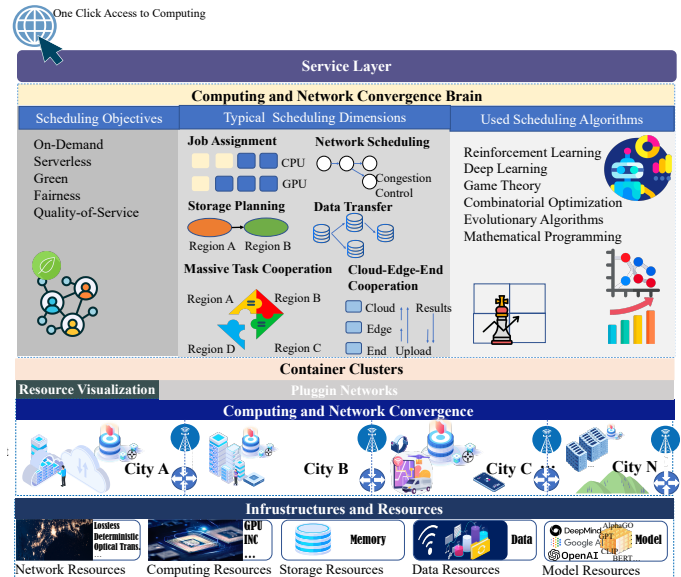 One Click Access to Computing
Service Layer
Computing and Network Convergence Brain
Scheduling Objectives
On-Demand
Serverless
Green
Fairness
Quality-of-Service
Typical Scheduling Dimensions
Job Assignment
CPU
GPU
Network Scheduling
Congestion
Control
Storage Planning
Region A
Region B
Data Transfer
Massive Task Cooperation
Region A
Region B
Region D
Region C
Cloud-Edge-End
Cooperation
Cloud
Results
Edge
End
Upload
Used Scheduling Algorithms
Reinforcement Learning
Deep Learning
Game Theory
Combinatorial Optimization
Evolutionary Algorithms
Mathematical Programming
Container Clusters
Resource Visualization
Pluggin Networks
Computing and Network Convergence
City A
City B
City C
...
City N
Infrustructures and Resources
Lossless
Deterministic
Optical Trans.
...
Network Resources
GPU
INC
...
Computing Resources
Memory
Storage Resources
Data
Data Resources
DeepMind
Google A
OpenAI
AlphaGO
GPT
CLIP
BERT...
Model
Model Resources